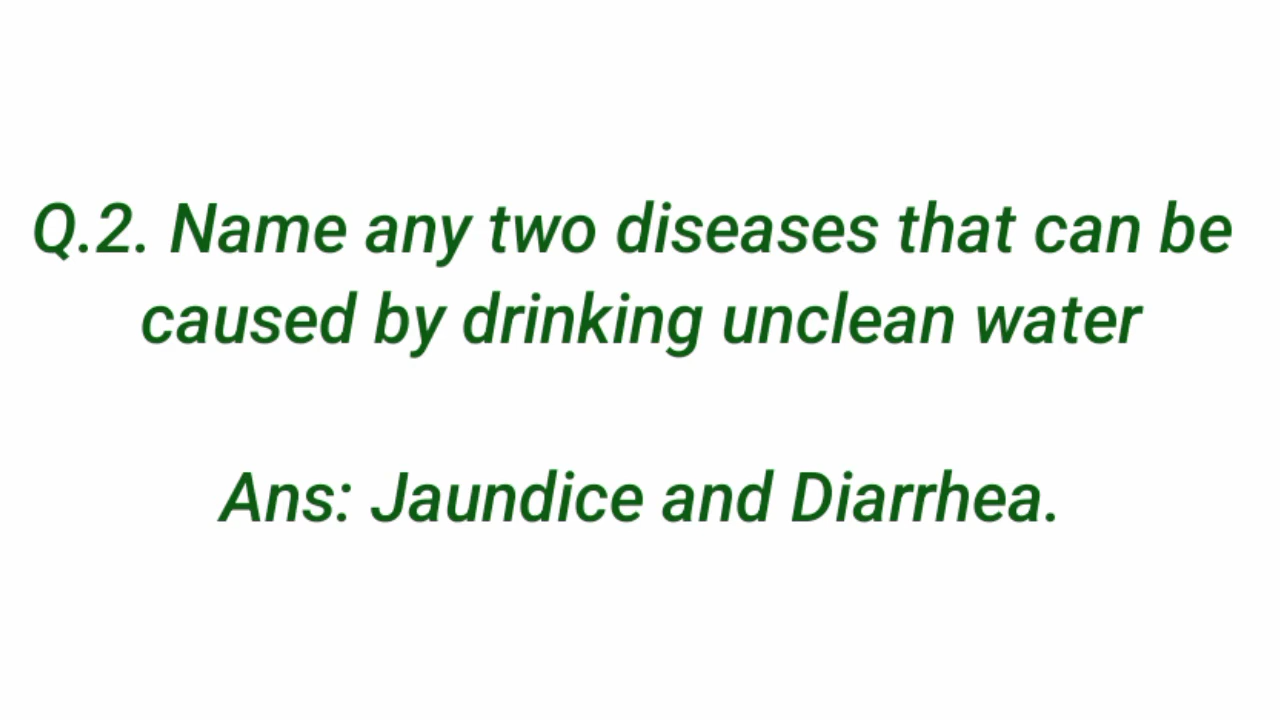 Q.2. Name any two diseases that can be
caused by drinking unclean water
Ans: Jaundice and Diarrhea.